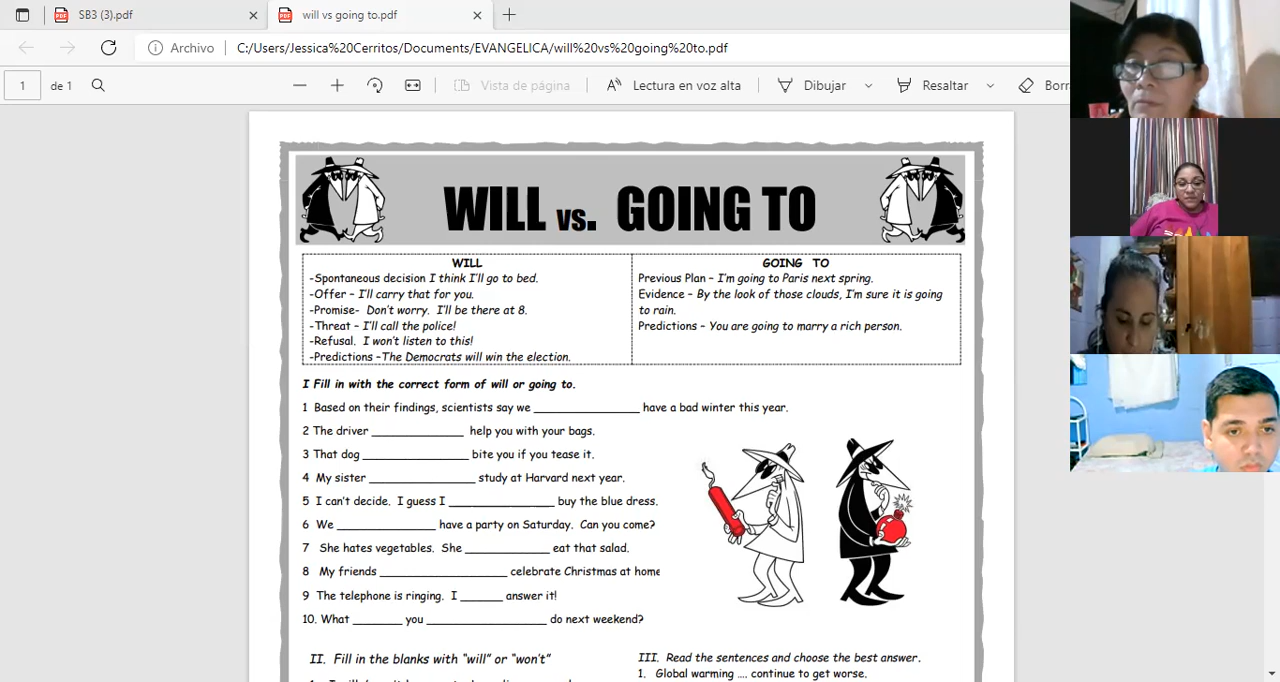 SB3 (3).pdf
will vs going to.pdf
Archivo
C:/Users/Jessica%20Cerritos/Documents/EVANGELICA/will%20vs%20going%20to.pdf
1 de 1
Vista de página
Lectura en voz alta
Dibujar
Resaltar
WILL vs. GOING TO
WILL
-Spontaneous decision I think I'll go to bed.
-Offer – I'll carry that for you.
-Promise- Don't worry. I'll be there at 8.
-Threat – I'll call the police!
-Refusal. I won't listen to this!
-Predictions –The Democrats will win the election.
GOING TO
Previous Plan – I'm going to Paris next spring.
Evidence – By the look of those clouds, I'm sure it is going
to rain.
Predictions – You are going to marry a rich person.
I Fill in with the correct form of will or going to.
1 Based on their findings, scientists say we ________________ have a bad winter this year.
2 The driver ______________ help you with your bags.
3 That dog ________________ bite you if you tease it.
4 My sister ________________ study at Harvard next year.
5 I can't decide. I guess I ________________ buy the blue dress.
6 We _______________ have a party on Saturday. Can you come?
7 She hates vegetables. She _____________ eat that salad.
8 My friends ___________________ celebrate Christmas at home
9 The telephone is ringing. I ______ answer it!
10. What _______ you __________________ do next weekend?
II. Fill in the blanks with "will" or "won't"
III. Read the sentences and choose the best answer.
1. Global warming .... continue to get worse.